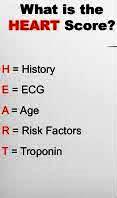 What is the
HEART Score?
H = History
E = ECG
A = Age
R = Risk Factors
T = Troponin